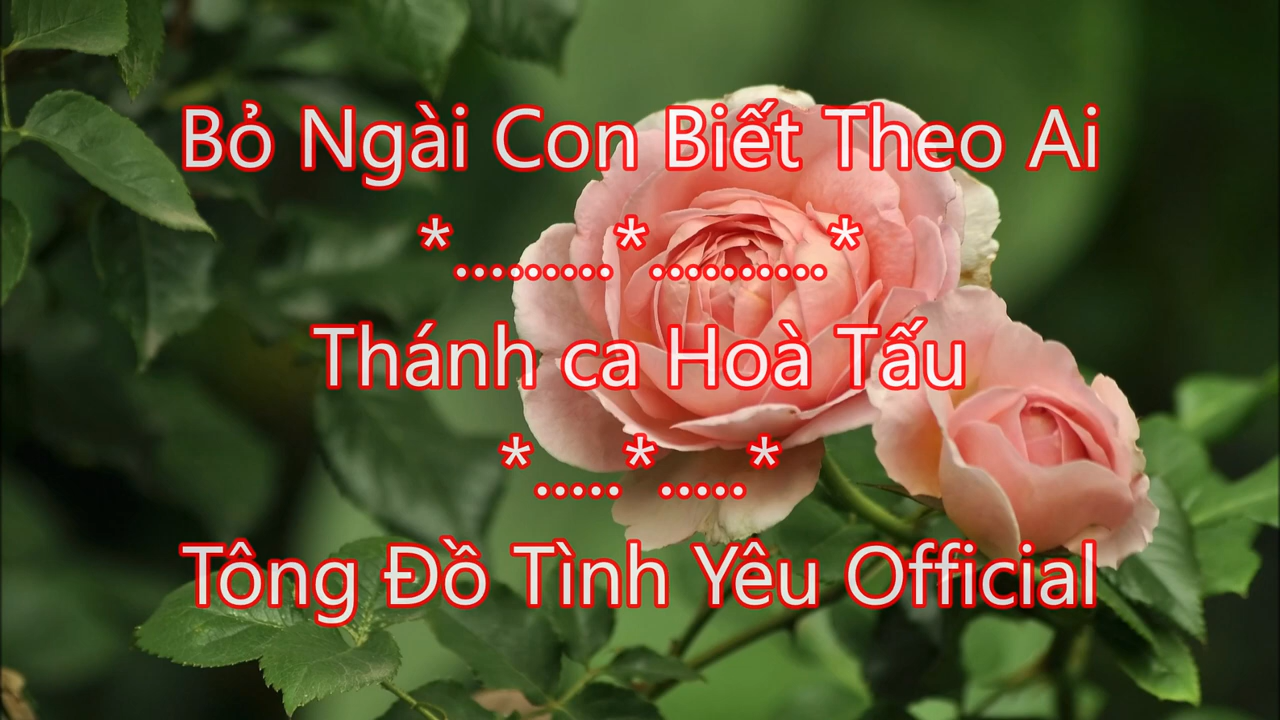 Bỏ Ngài Con Biết Theo Ai
*.........*..........*
Thánh ca Hoà Tấu
*.....*.....*
Tông Đồ Tình Yêu Official